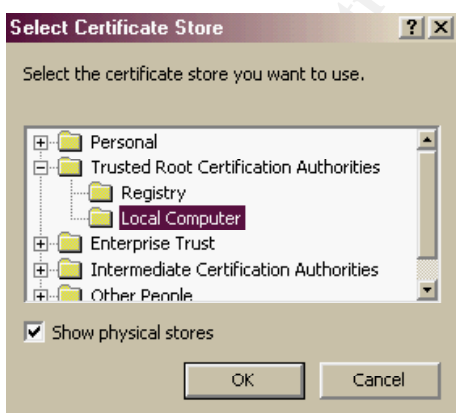 Select Certificate Store
Select the certificate store you want to use.
Personal
Trusted Root Certification Authorities
Registry
Local Computer
Enterprise Trust
Intermediate Certification Authorities
Other People
Show physical stores
OK Cancel